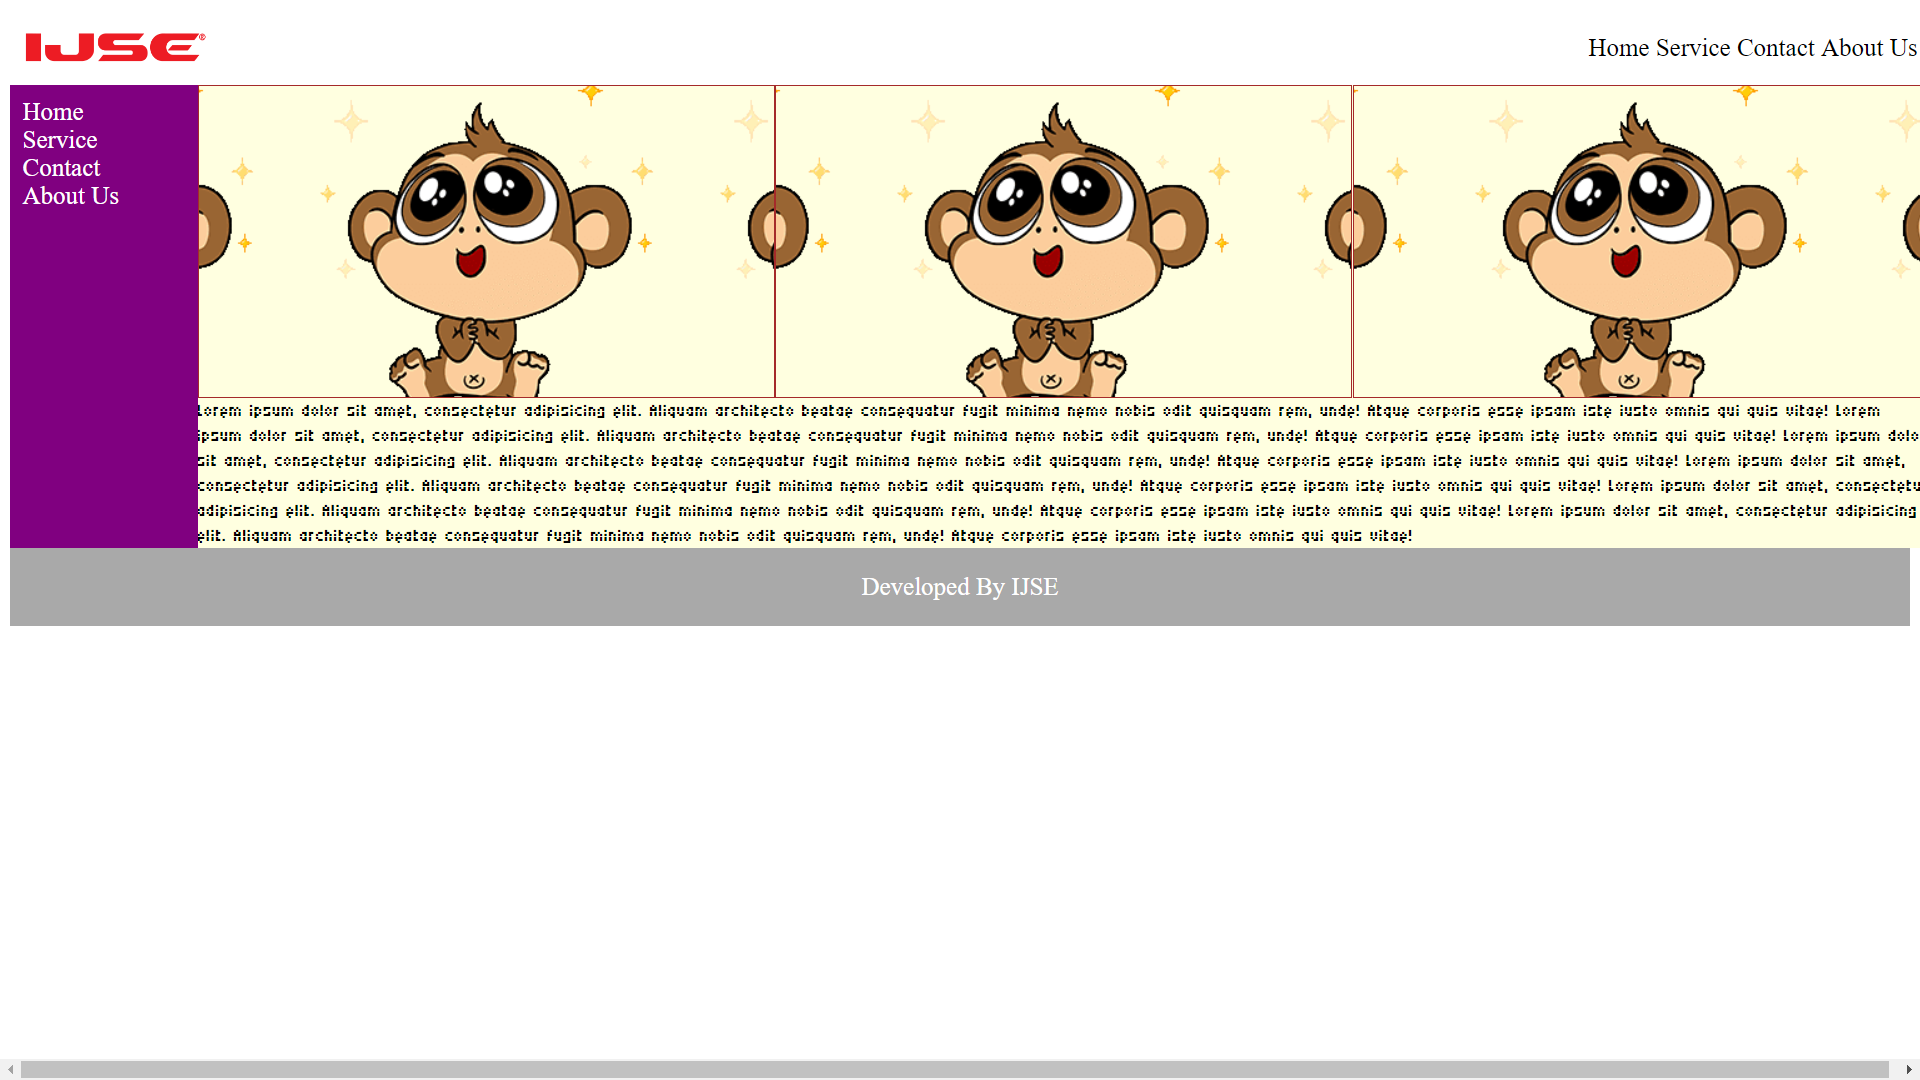 IJSE®
Home Service Contact About Us
Home
Service
Contact
About Us
Lorem ipsum dolor sit amet, consectetur adipisicing elit. Aliquam architecto beatae consequatur fugit minima nemo nobis odit quisquam rem, unde! Atque corporis esse ipsam iste iusto omnis qui quis vitae! Lorem
ipsum dolor sit amet, consectetur adipisicing elit. Aliquam architecto beatae consequatur fugit minima nemo nobis odit quisquam rem, unde! Atque corporis esse ipsam iste iusto omnis qui quis vitae! Lorem ipsum dolo
sit amet, consectetur adipisicing elit. Aliquam architecto beatae consequatur fugit minima nemo nobis odit quisquam rem, unde! Atque corporis esse ipsam iste iusto omnis qui quis vitae! Lorem ipsum dolor sit amet,
consectetur adipisicing elit. Aliquam architecto beatae consequatur fugit minima nemo nobis odit quisquam rem, unde! Atque corporis esse ipsam iste iusto omnis qui quis vitae! Lorem ipsum dolor sit amet, consectetu
adipisicing elit. Aliquam architecto beatae consequatur fugit minima nemo nobis odit quisquam rem, unde! Atque corporis esse ipsam iste iusto omnis qui quis vitae! Lorem ipsum dolor sit amet, consectetur adipisicing
elit. Aliquam architecto beatae consequatur fugit minima nemo nobis odit quisquam rem, unde! Atque corporis esse ipsam iste iusto omnis qui quis vitae!
Developed By IJSE